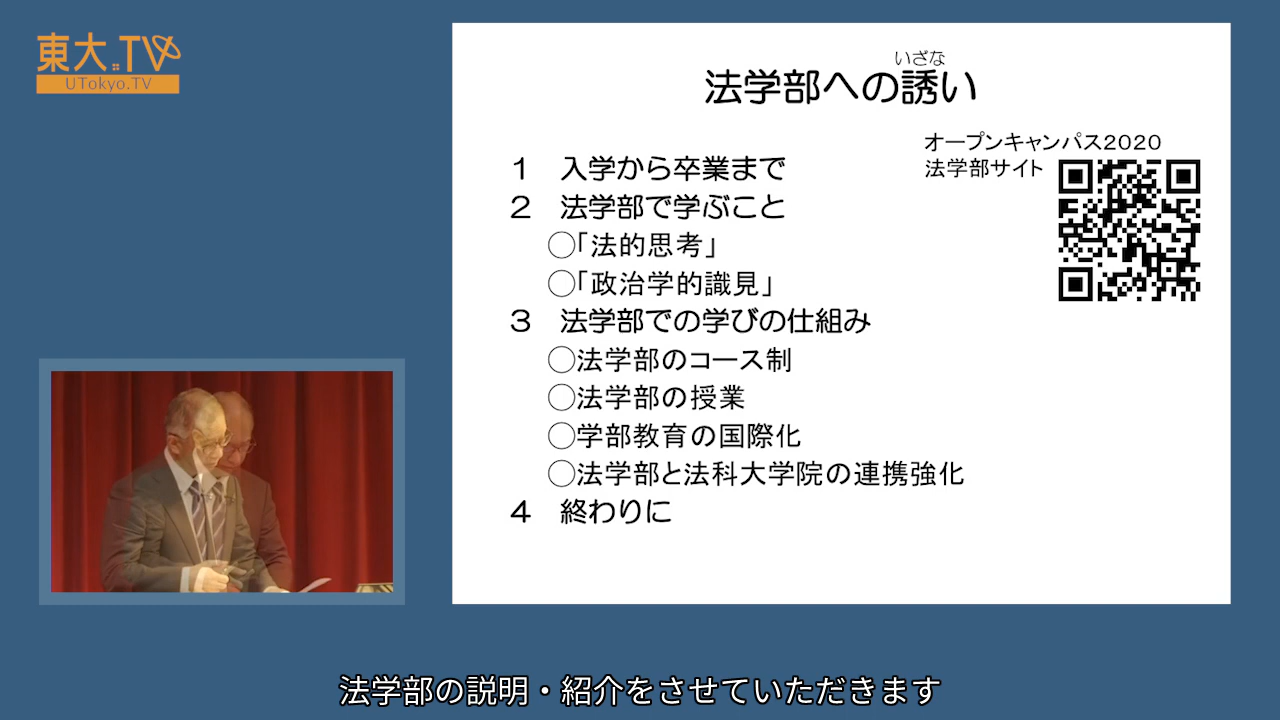 東大TV
UTokyo.TV
いざな
法学部への誘い
オープンキャンパス2020
法学部サイト
1 入学から卒業まで
2 法学部で学ぶこと
○「法的思考」
○「政治学的識見」
3 法学部での学びの仕組み
○法学部のコース制
○法学部の授業
○学部教育の国際化
○法学部と法科大学院の連携強化
4 終わりに
法学部の説明・紹介をさせていただきます